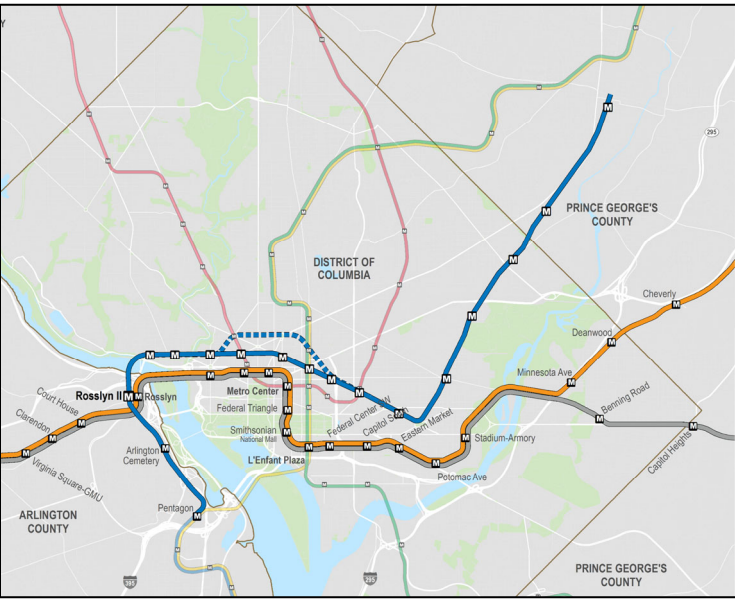 Y
295
PRINCE GEORGE'S
COUNTY
DISTRICT OF
COLUMBIA
Cheverly
Deanwood
Minnesota Ave
Benning Road
Capitol Heights
Rosslyn II
Rosslyn
Court House
Clarendon
Virginia Square-GMU
Metro Center
Federal Triangle
Smithsonian
National Mall
L'Enfant Plaza
Federal Center SW
Capitol South
Eastern Market
Stadium-Armory
Potomac Ave
Arlington
Cemetery
Pentagon
ARLINGTON
COUNTY
395
295
PRINCE GEORGE'S
COUNTY